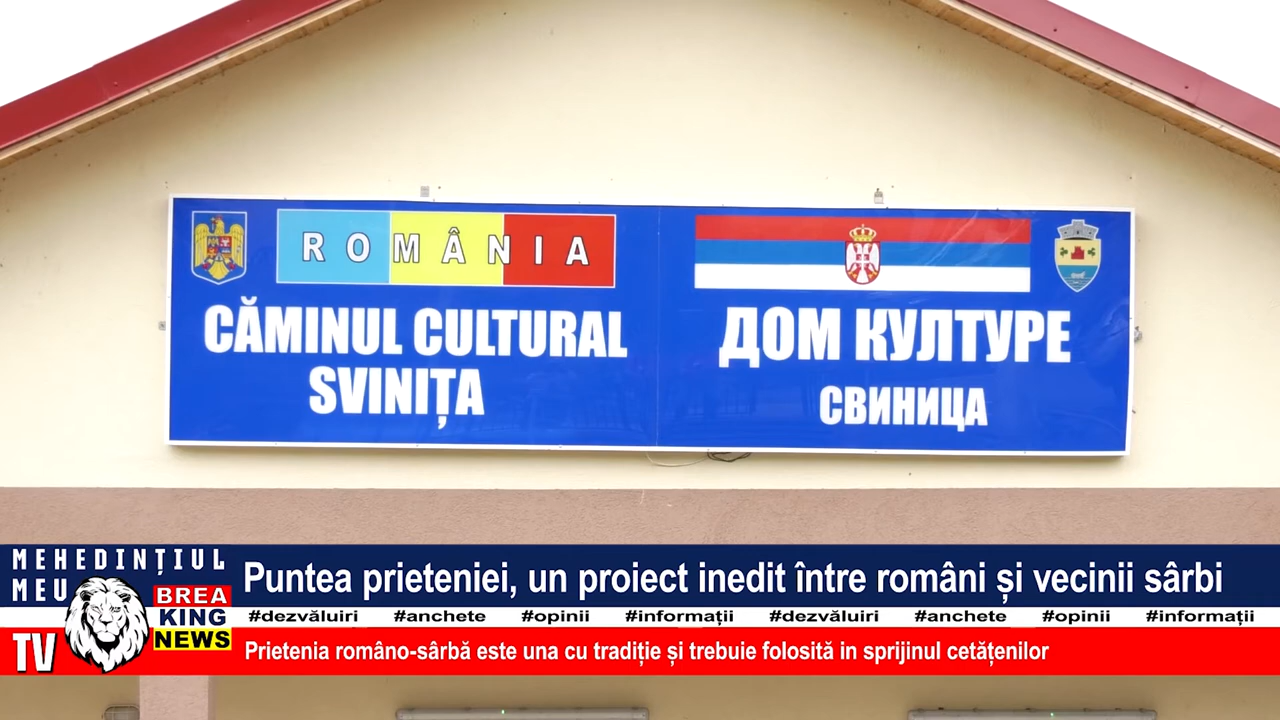 ROMÂNIA
CĂMINUL CULTURAL
SVINIȚA
ДОМ КУЛТУРЕ
СВИНИЦА
MEHEDINȚIUL
MEU
TV
BREA
KING
NEWS
Puntea prieteniei, un proiect inedit între români și vecinii sârbi
#dezvăluiri #anchete #opinii #informații #dezvăluiri #anchete #opinii #informații
Prietenia româno-sârbă este una cu tradiție și trebuie folosită in sprijinul cetățenilor